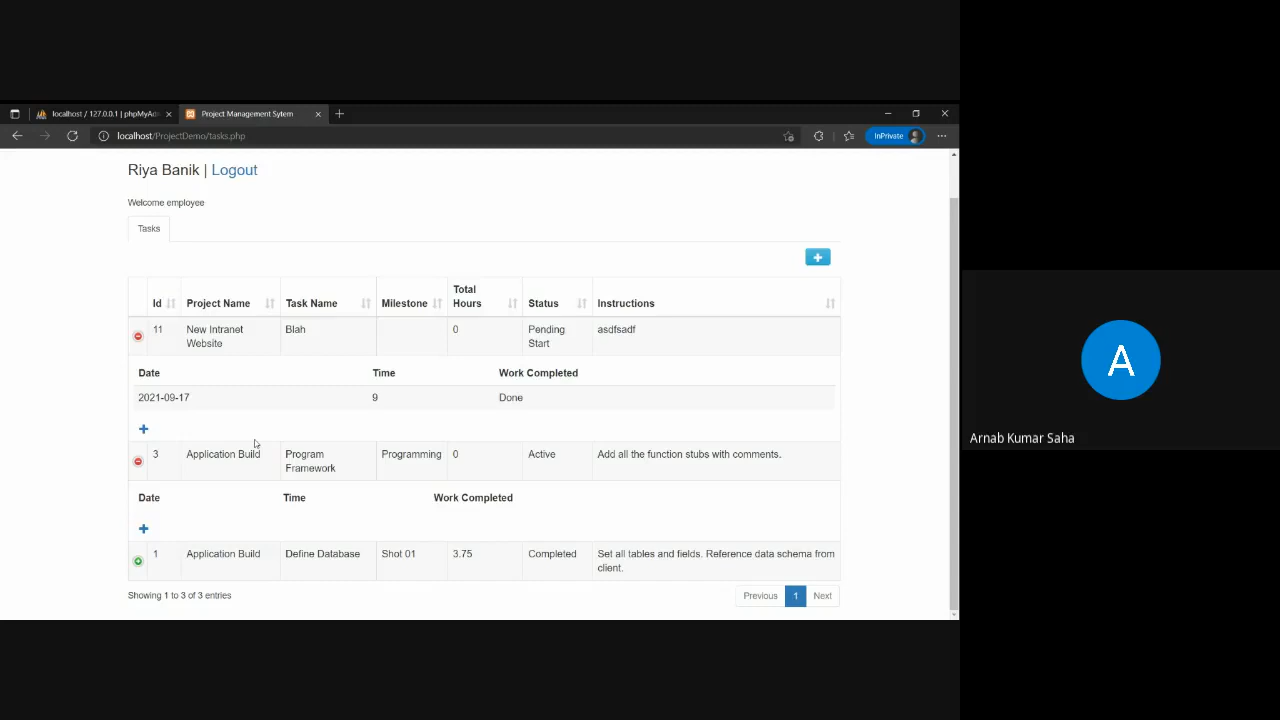 localhost / 127.0.0.1 | phpMyAd
Project Management Sytem
localhost/ProjectDemo/tasks.php
InPrivate
Riya Banik | Logout
Welcome employee
Tasks
Id Project Name Task Name Milestone Total Hours Status Instructions
11 New Intranet Website Blah 0 Pending Start asdfsadf
Date Time Work Completed
2021-09-17 9 Done
3 Application Build Program Framework Programming 0 Active Add all the function stubs with comments.
Date Time Work Completed
1 Application Build Define Database Shot 01 3.75 Completed Set all tables and fields. Reference data schema from client.
Showing 1 to 3 of 3 entries
Previous 1 Next
A
Arnab Kumar Saha